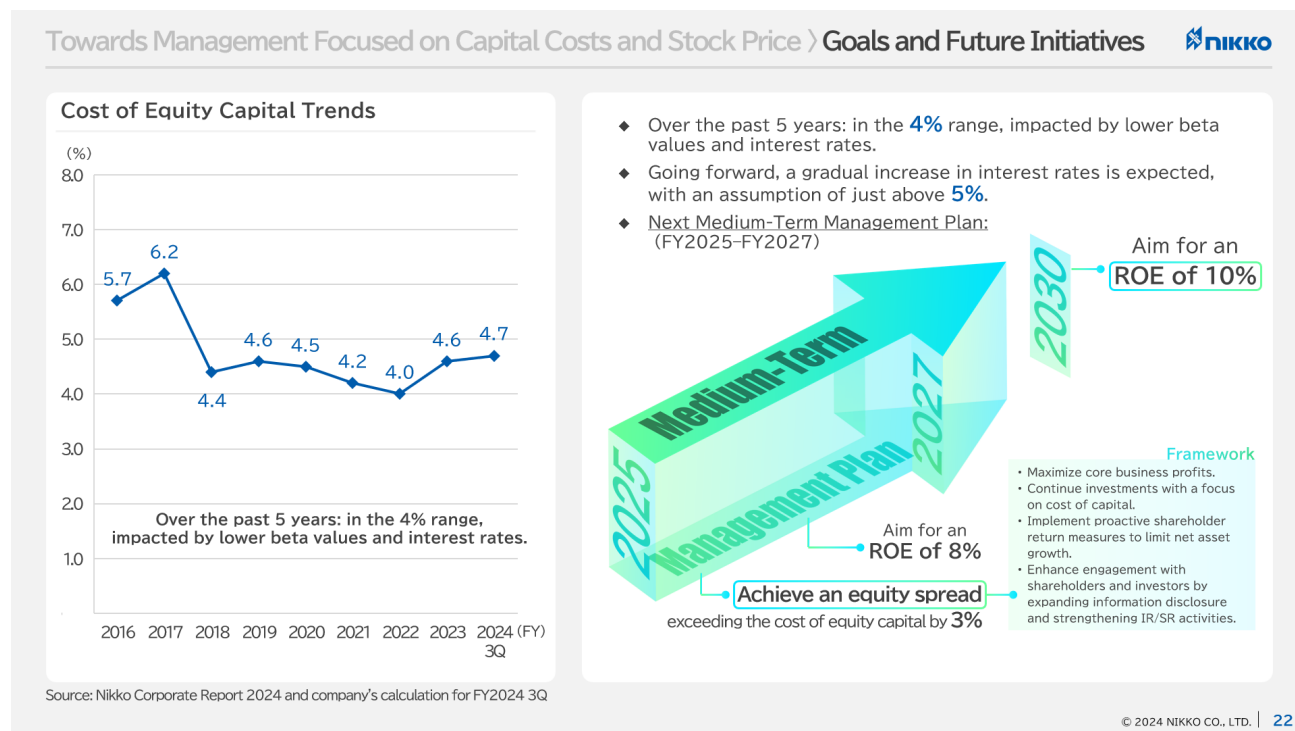 Towards Management Focused on Capital Costs and Stock Price 〉Goals and Future Initiatives
NIKKO
Cost of Equity Capital Trends
(%)
8.0
7.0
6.0
5.0
4.0
3.0
2.0
1.0
5.7
6.2
4.4
4.6
4.5
4.2
4.0
4.6
4.7
Over the past 5 years: in the 4% range,
impacted by lower beta values and interest rates.
2016 2017 2018 2019 2020 2021 2022 2023 2024 (FY)
3Q
Source: Nikko Corporate Report 2024 and company's calculation for FY2024 3Q
◆ Over the past 5 years: in the 4% range, impacted by lower beta
values and interest rates.
◆ Going forward, a gradual increase in interest rates is expected,
with an assumption of just above 5%.
◆ Next Medium-Term Management Plan:
(FY2025–FY2027)
Medium-Term
Management Plan
2025
2027
2030
Aim for an
ROE of 10%
Aim for an
ROE of 8%
Achieve an equity spread
exceeding the cost of equity capital by 3%
Framework
• Maximize core business profits.
• Continue investments with a focus
on cost of capital.
• Implement proactive shareholder
return measures to limit net asset
growth.
• Enhance engagement with
shareholders and investors by
expanding information disclosure
and strengthening IR/SR activities.
© 2024 NIKKO CO., LTD. | 22